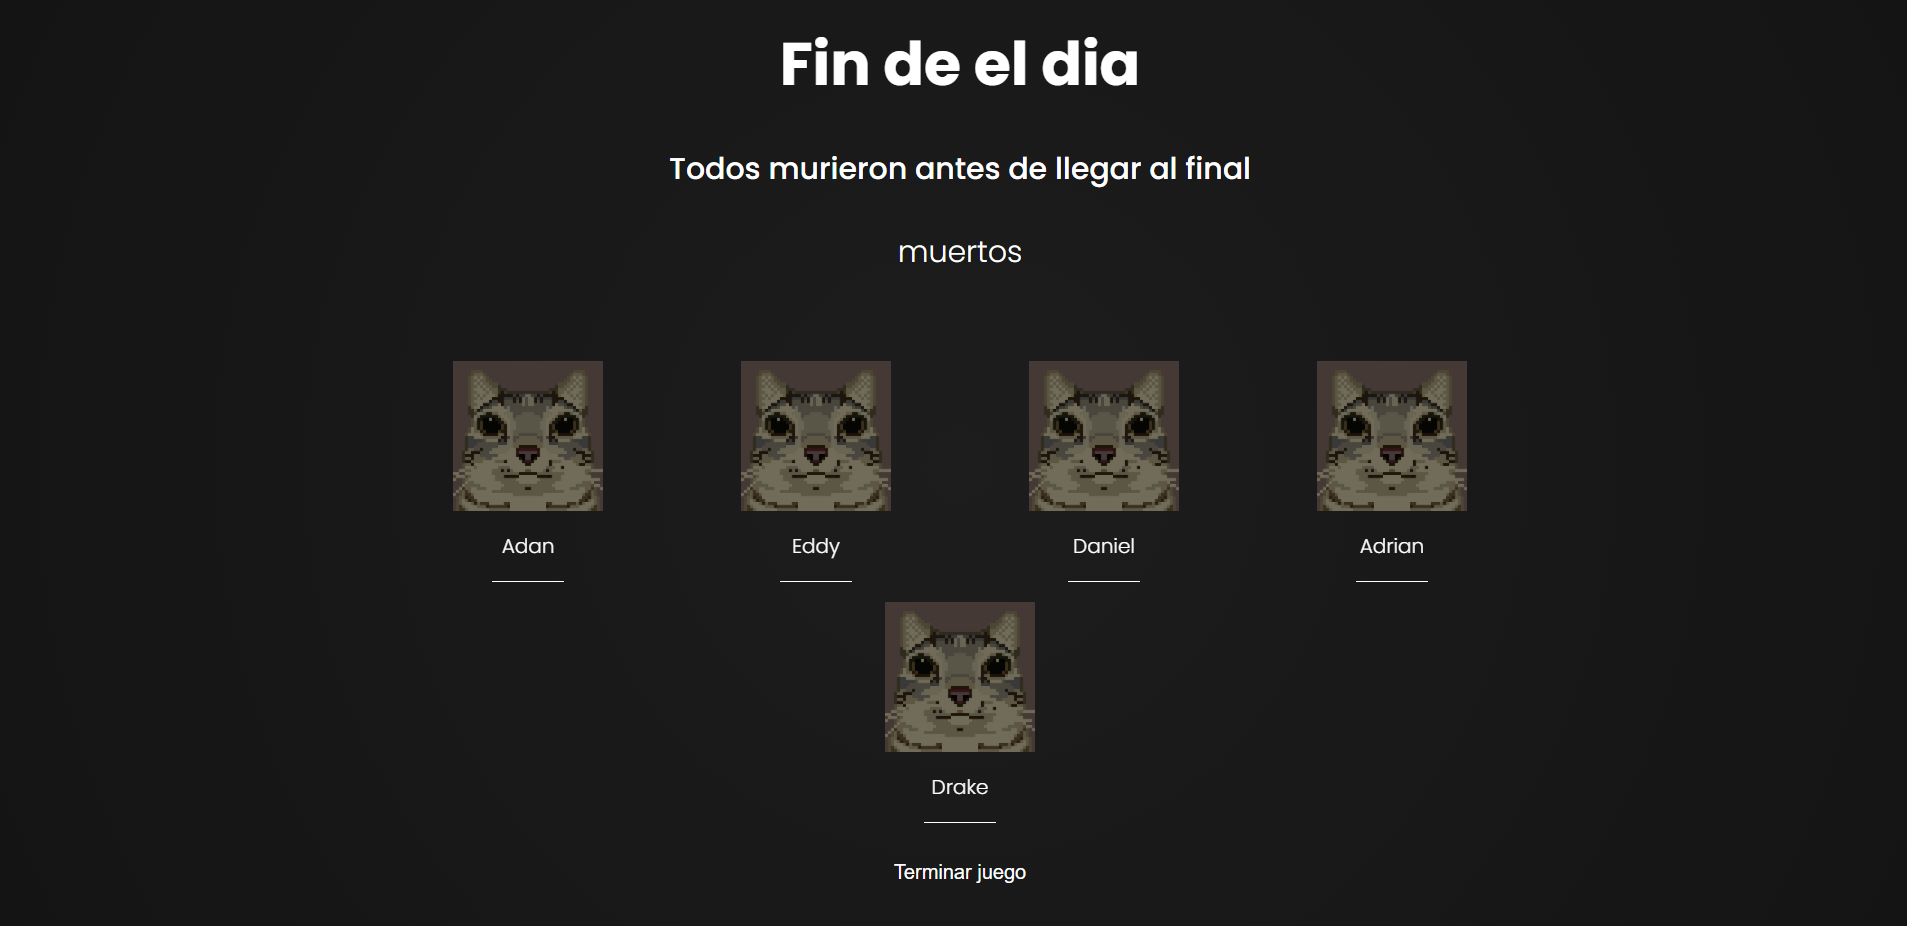 Fin de el dia
Todos murieron antes de llegar al final
muertos
Adan
Eddy
Daniel
Adrian
Drake
Terminar juego